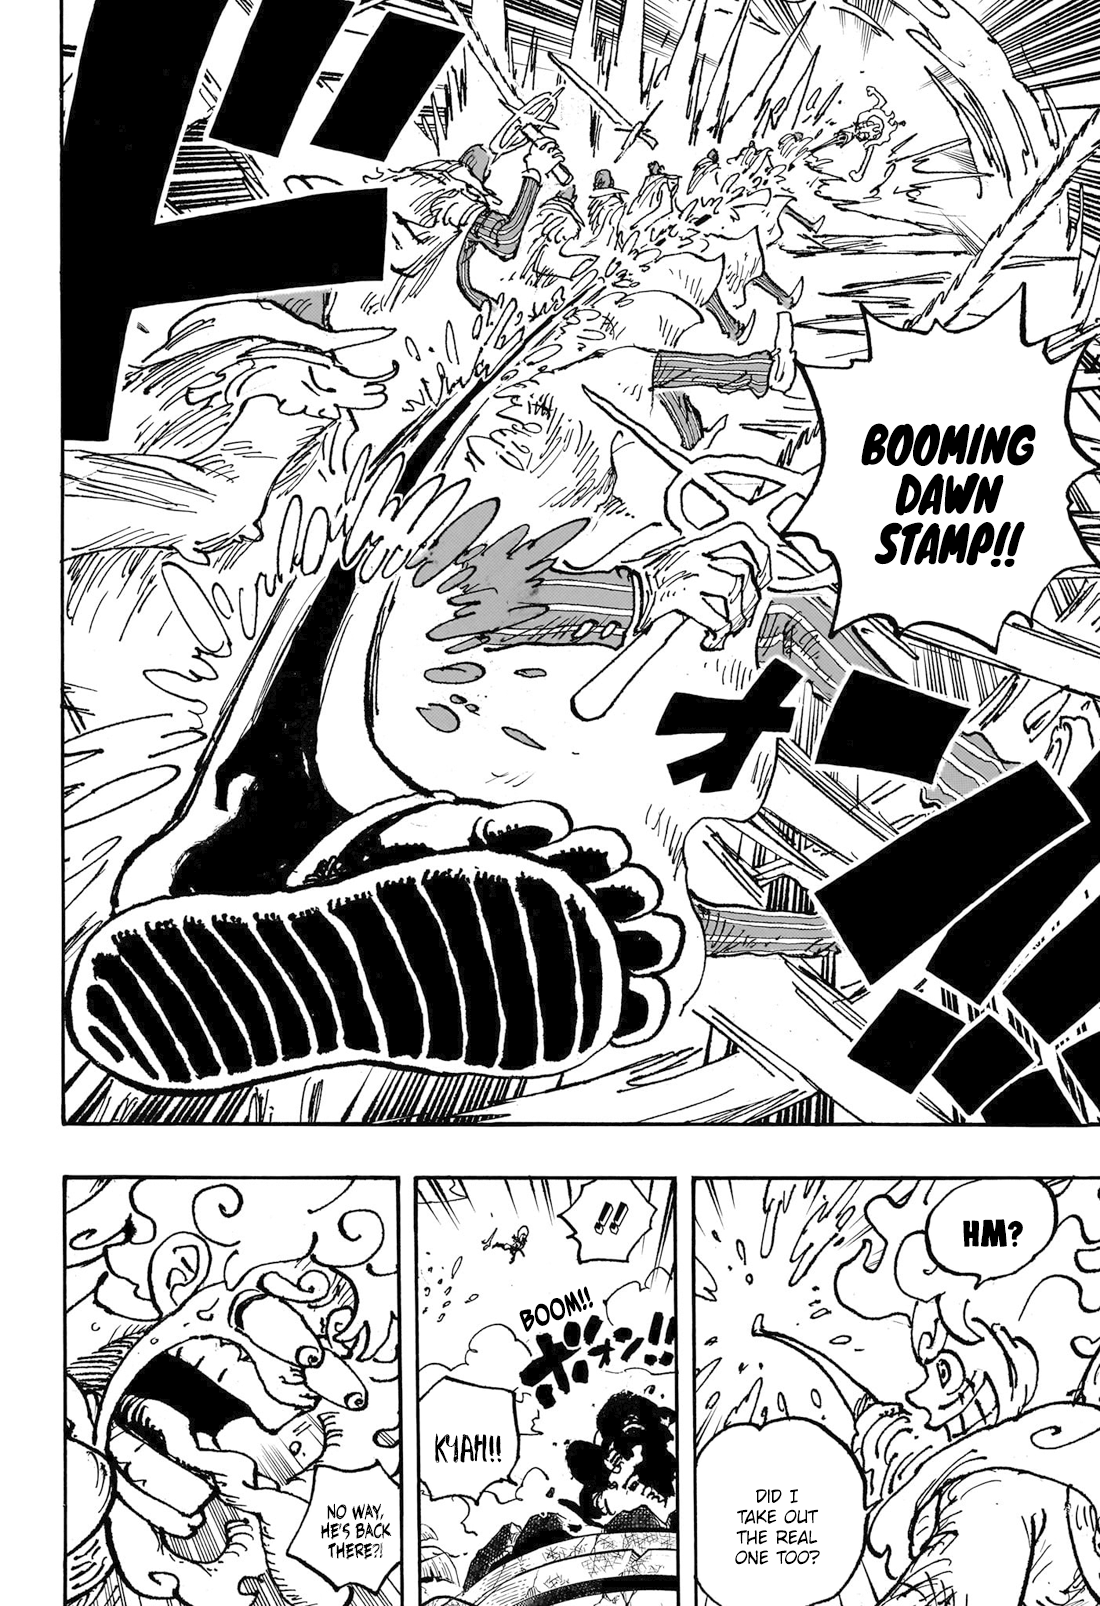 ド
BOOMING
DAWN
STAMP!!
オン
HM?
DID I
TAKE OUT
THE REAL
ONE TOO?
!!
BOOM!!
ボォン!!
KYAH!!
NO WAY,
HE'S BACK
THERE?!